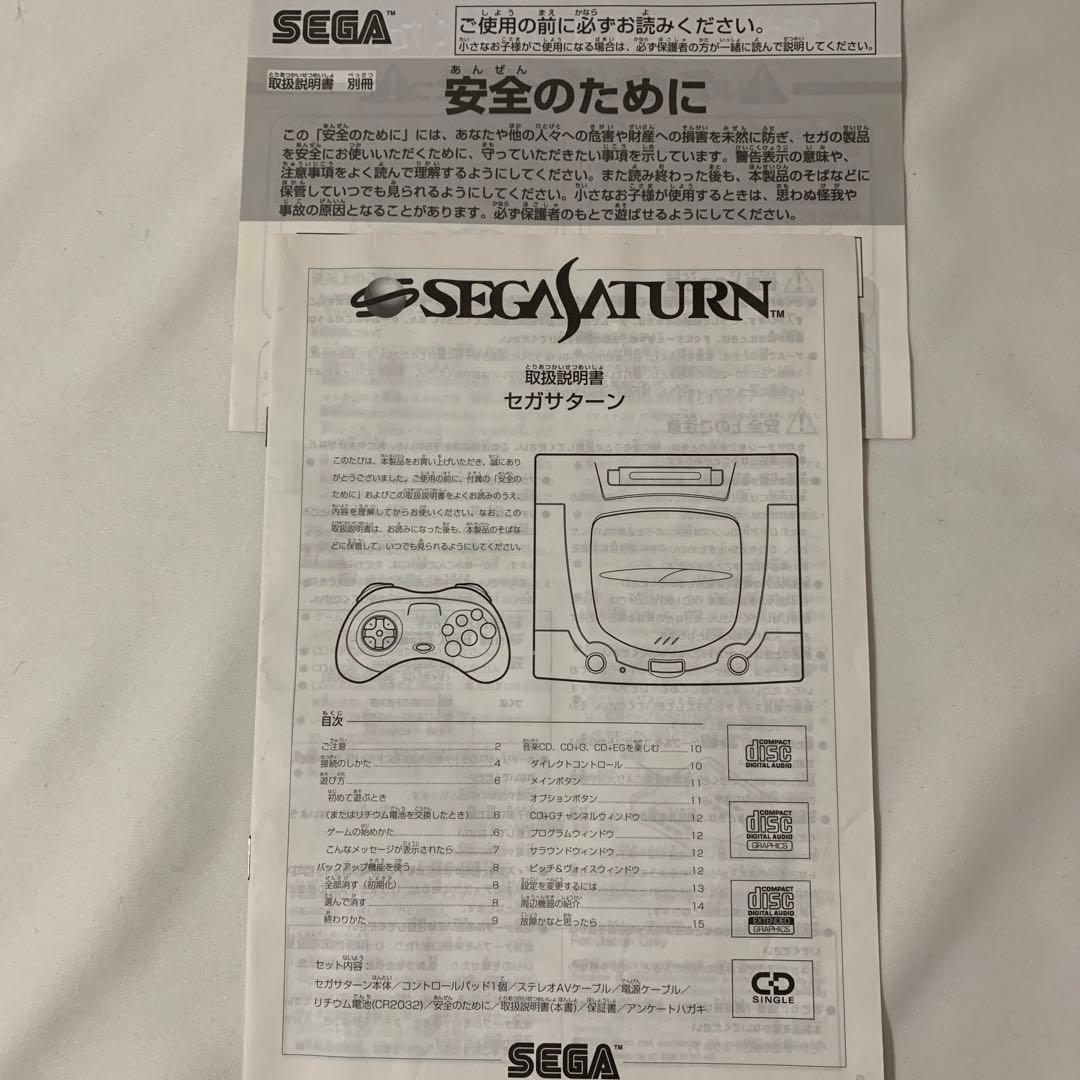 SEGA™
ご使用の前に必ずお読みください。
小さなお子様がご使用になる場合は、必ず保護者の方が一緒に読んで説明してください。
取扱説明書 別冊
安全のために
この「安全のために」には、あなたや他の人々への危害や財産への損害を未然に防ぎ、セガの製品
を安全にお使いいただくために、守っていただきたい事項を示しています。警告表示の意味や、
注意事項をよく読んで理解するようにしてください。また読み終わった後も、本製品のそばなどに
保管していつでも見られるようにしてください。小さなお子様が使用するときは、思わぬ怪我や
事故の原因となることがあります。必ず保護者のもとで遊ばせるようにしてください。
SEGA SATURN™
とりあつかいせつめいしょ
取扱説明書
セガサターン
このたびは、本製品をお買い上げいただき、誠にあり
がとうございました。ご使用の前に、付属の「安全の
ために」およびこの取扱説明書をよくお読みのうえ、
内容を理解してからお使いください。なお、この
取扱説明書は、お読みになった後も、本製品のそばな
どに保管して、いつでも見られるようにしてください。
目次
ご注意 2
接続のしかた 4
遊び方 6
初めて遊ぶとき
(またはリチウム電池を交換したとき) 6
ゲームの始めかた 6
こんなメッセージが表示されたら 7
バックアップ機能を使う 8
全部消す(初期化) 8
選んで消す 8
終わりかた 9
音楽CD、CD+G、CD+EGを楽しむ 10
ダイレクトコントロール 10
メインボタン 11
オプションボタン 11
CD+Gチャンネルウィンドウ 12
プログラムウィンドウ 12
サラウンドウィンドウ 12
ピッチ&ヴォイスウィンドウ 12
設定を変更するには 13
周辺機器の紹介 14
故障かなと思ったら 15
COMPACT
disc
DIGITAL AUDIO
COMPACT
disc
DIGITAL AUDIO
GRAPHICS
COMPACT
disc
DIGITAL AUDIO
EXTENDED
GRAPHICS
CD
SINGLE
セット内容:
セガサターン本体/コントロールパッド1個/ステレオAVケーブル/電源ケーブル/
リチウム電池(CR2032)/安全のために/取扱説明書(本書)/保証書/アンケートハガキ
SEGA™